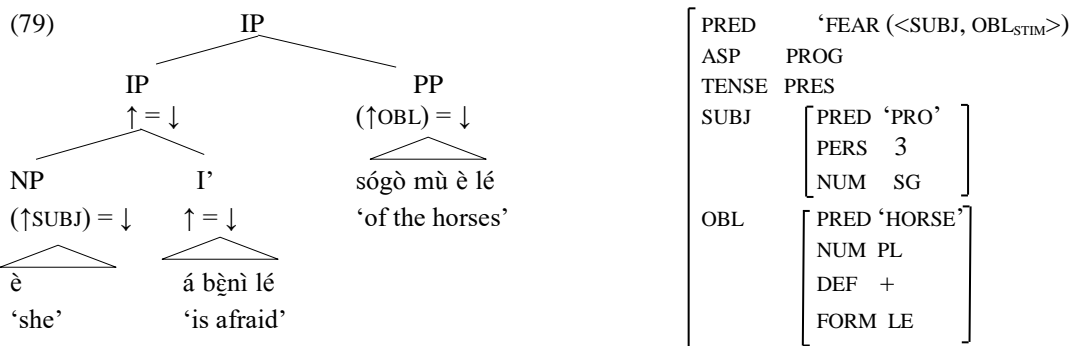 (79) IP
IP PP
↑ = ↓ (↑OBL) = ↓
NP I’ sógò mù è lé
(↑SUBJ) = ↓ ↑ = ↓ ‘of the horses’
è á bɛ̰̀nì lé
‘she’ ‘is afraid’
PRED ‘FEAR (<SUBJ, OBLSTIM>)
ASP PROG
TENSE PRES
SUBJ PRED ‘PRO’
PERS 3
NUM SG
OBL PRED ‘HORSE’
NUM PL
DEF +
FORM LE